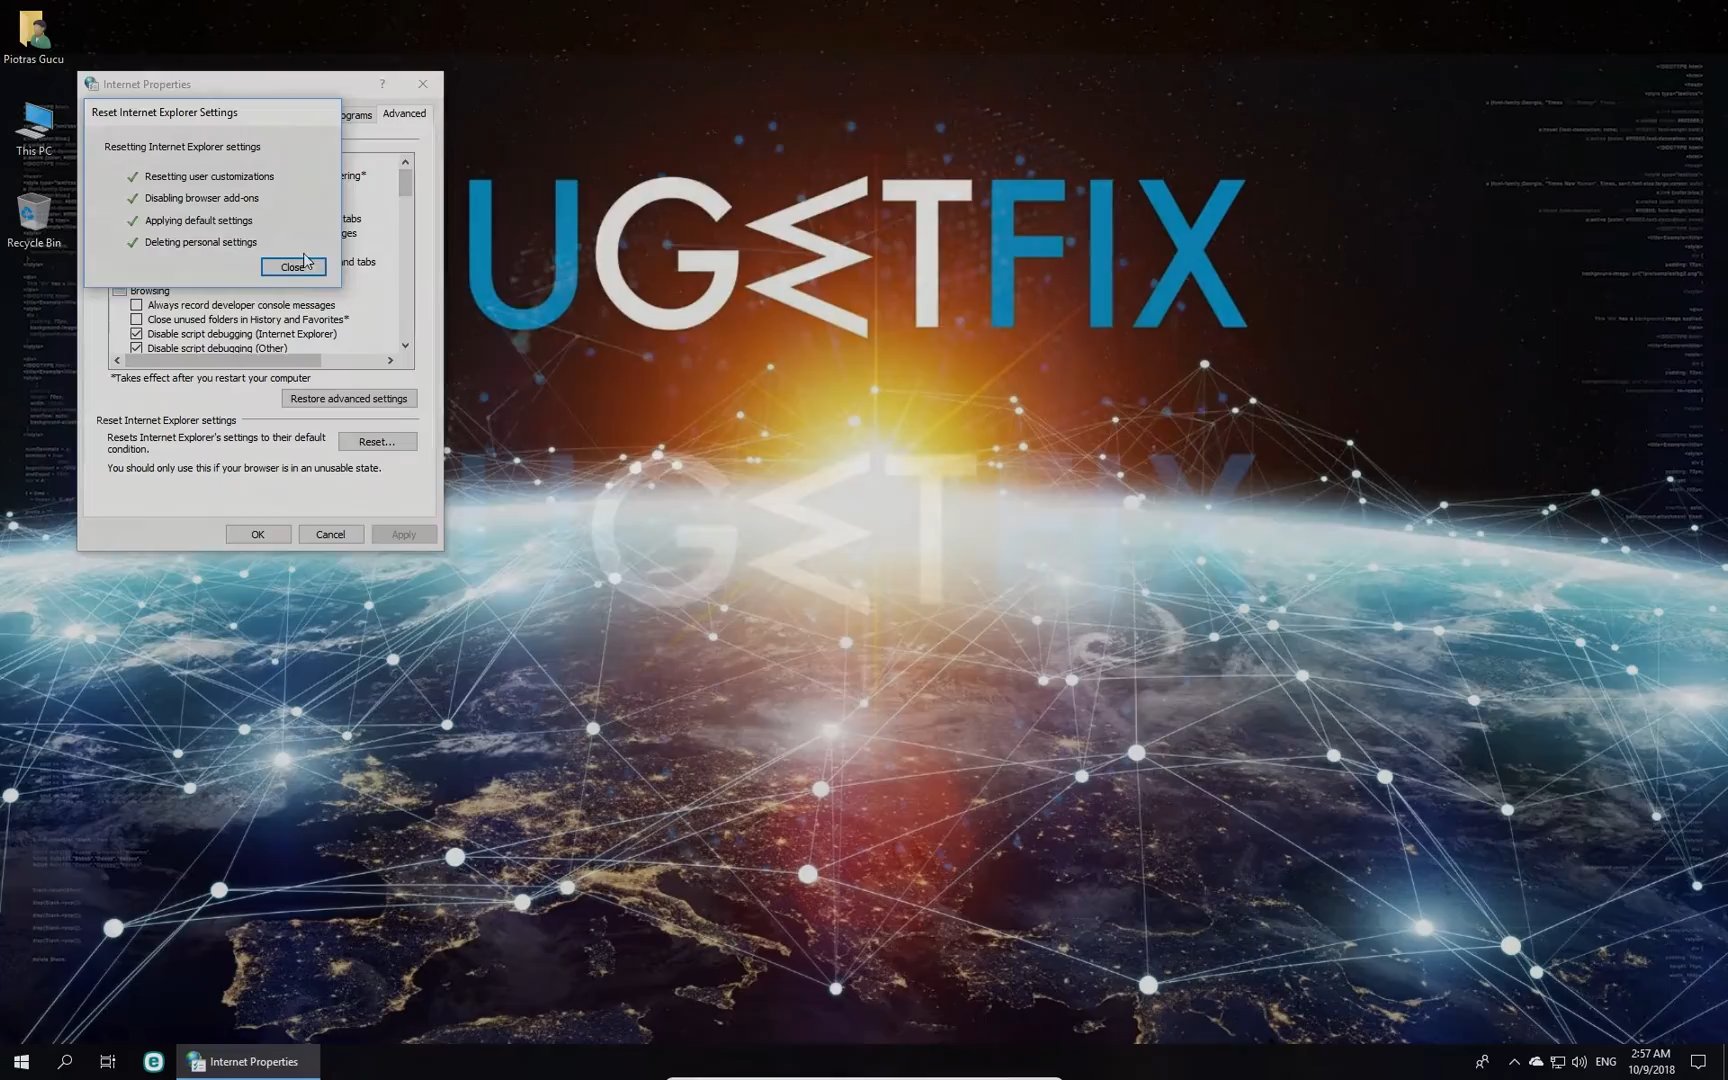 Piotras Gucu
This PC
Recycle Bin
Internet Properties
?
Reset Internet Explorer Settings
ograms
Advanced
Resetting Internet Explorer settings
Resetting user customizations
ering*
Disabling browser add-ons
Applying default settings
tabs
ges
Deleting personal settings
Close
nd tabs
Browsing
Always record developer console messages
Close unused folders in History and Favorites*
Disable script debugging (Internet Explorer)
Disable script debugging (Other)
*Takes effect after you restart your computer
Restore advanced settings
Reset Internet Explorer settings
Resets Internet Explorer's settings to their default
condition.
Reset...
You should only use this if your browser is in an unusable state.
OK
Cancel
Apply
UGETFIX
Internet Properties
ENG
2:57 AM
10/9/2018